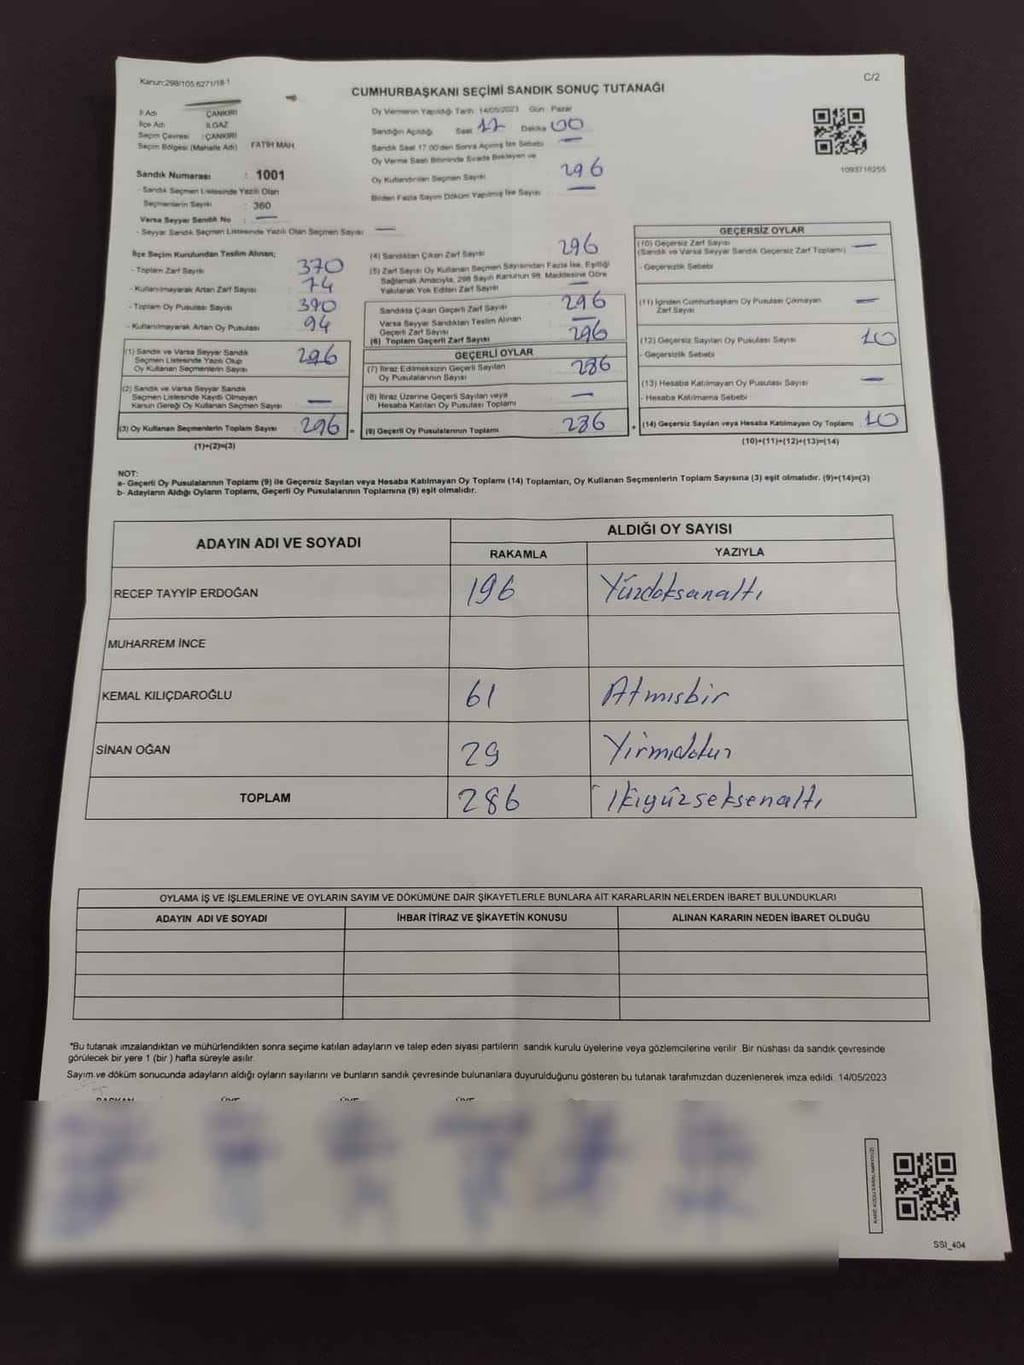 Kanun:298/105.6271/18-1
C/2
CUMHURBAŞKANI SEÇİMİ SANDIK SONUÇ TUTANAĞI
İl Adı : ÇANKIRI
İlçe Adı : ILGAZ
Seçim Çevresi : ÇANKIRI
Seçim Bölgesi (Mahalle Adı) FATİH MAH.
Sandık Numarası : 1001
- Sandık Seçmen Listesinde Yazılı Olan
Seçmenlerin Sayısı : 360
Varsa Seyyar Sandık No : —
- Seyyar Sandık Seçmen Listesinde Yazılı Olan Seçmen Sayısı —
Oy Vermenin Yapıldığı Tarih 14/05/2023 Gün Pazar
Sandığın Açıldığı Saat 17 Dakika 00
Sandık Saat 17.00'den Sonra Açılmış İse Sebebi —
Oy Verme Saati Bitiminde Sırada Bekleyen ve
Oy Kullandırılan Seçmen Sayısı 296
Birden Fazla Sayım Döküm Yapılmış İse Sayısı —
1093716255
İlçe Seçim Kurulundan Teslim Alınan;
- Toplam Zarf Sayısı 370
- Kullanılmayarak Artan Zarf Sayısı 74
- Toplam Oy Pusulası Sayısı 390
- Kullanılmayarak Artan Oy Pusulası 94
(1) Sandık ve Varsa Seyyar Sandık
Seçmen Listesinde Yazılı Olup
Oy Kullanan Seçmenlerin Sayısı 296
(2) Sandık ve Varsa Seyyar Sandık
Seçmen Listesinde Kaydı Olmayan
Kanun Gereği Oy Kullanan Seçmen Sayısı —
(3) Oy Kullanan Seçmenlerin Toplam Sayısı 296 =
(1)+(2)=(3)
(4) Sandıktan Çıkan Zarf Sayısı 296
(5) Zarf Sayısı Oy Kullanan Seçmen Sayısından Fazla İse, Eşitliği
Sağlamak Amacıyla, 298 Sayılı Kanunun 98. Maddesine Göre
Yakılarak Yok Edilen Zarf Sayısı —
Sandıkta Çıkan Geçerli Zarf Sayısı 296
Varsa Seyyar Sandıktan Teslim Alınan
Geçerli Zarf Sayısı —
(6) Toplam Geçerli Zarf Sayısı 296
GEÇERLİ OYLAR
(7) İtiraz Edilmeksizin Geçerli Sayılan
Oy Pusulalarının Sayısı 286
(8) İtiraz Üzerine Geçerli Sayılan veya
Hesaba Katılan Oy Pusulası Toplamı —
(9) Geçerli Oy Pusulalarının Toplamı 286 +
GEÇERSİZ OYLAR
(10) Geçersiz Zarf Sayısı
(Sandık ve Varsa Seyyar Sandık Geçersiz Zarf Toplamı) —
- Geçersizlik Sebebi
(11) İçinden Cumhurbaşkanı Oy Pusulası Çıkmayan
Zarf Sayısı —
(12) Geçersiz Sayılan Oy Pusulası Sayısı 10
- Geçersizlik Sebebi
(13) Hesaba Katılmayan Oy Pusulası Sayısı —
- Hesaba Katılmama Sebebi
(14) Geçersiz Sayılan veya Hesaba Katılmayan Oy Toplamı 10
(10)+(11)+(12)+(13)=(14)
NOT:
a- Geçerli Oy Pusulalarının Toplamı (9) ile Geçersiz Sayılan veya Hesaba Katılmayan Oy Toplamı (14) Toplamları, Oy Kullanan Seçmenlerin Toplam Sayısına (3) eşit olmalıdır. (9)+(14)=(3)
b- Adayların Aldığı Oyların Toplamı, Geçerli Oy Pusulalarının Toplamına (9) eşit olmalıdır.
ADAYIN ADI VE SOYADI
ALDIĞI OY SAYISI
RAKAMLA YAZIYLA
RECEP TAYYİP ERDOĞAN 196 Yüzdoksanaltı
MUHARREM İNCE
KEMAL KILIÇDAROĞLU 61 Atmısbir
SİNAN OĞAN 29 Yirmidokuz
TOPLAM 286 İkiyüzseksenaltı
OYLAMA İŞ VE İŞLEMLERİNE VE OYLARIN SAYIM VE DÖKÜMÜNE DAİR ŞİKAYETLERLE BUNLARA AİT KARARLARIN NELERDEN İBARET BULUNDUKLARI
ADAYIN ADI VE SOYADI İHBAR İTİRAZ VE ŞİKAYETİN KONUSU ALINAN KARARIN NEDEN İBARET OLDUĞU
*Bu tutanak imzalandıktan ve mühürlendikten sonra seçime katılan adayların ve talep eden siyasi partilerin sandık kurulu üyelerine veya gözlemcilerine verilir. Bir nüshası da sandık çevresinde
görülecek bir yere 1 (bir ) hafta süreyle asılır.
Sayım ve döküm sonucunda adayların aldığı oyların sayılarını ve bunların sandık çevresinde bulunanlara duyurulduğunu gösteren bu tutanak tarafımızdan düzenlenerek imza edildi. 14/05/2023
BAŞKAN ÜYE ÜYE ÜYE
SSI_404